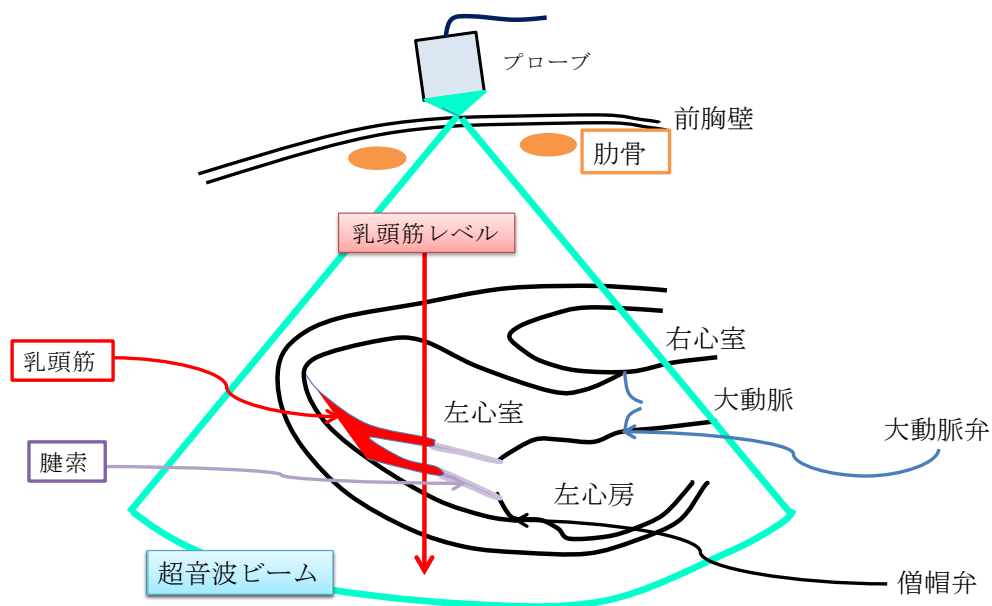 プローブ
前胸壁
肋骨
乳頭筋レベル
右心室
乳頭筋
大動脈
左心室
大動脈弁
腱索
左心房
超音波ビーム
僧帽弁